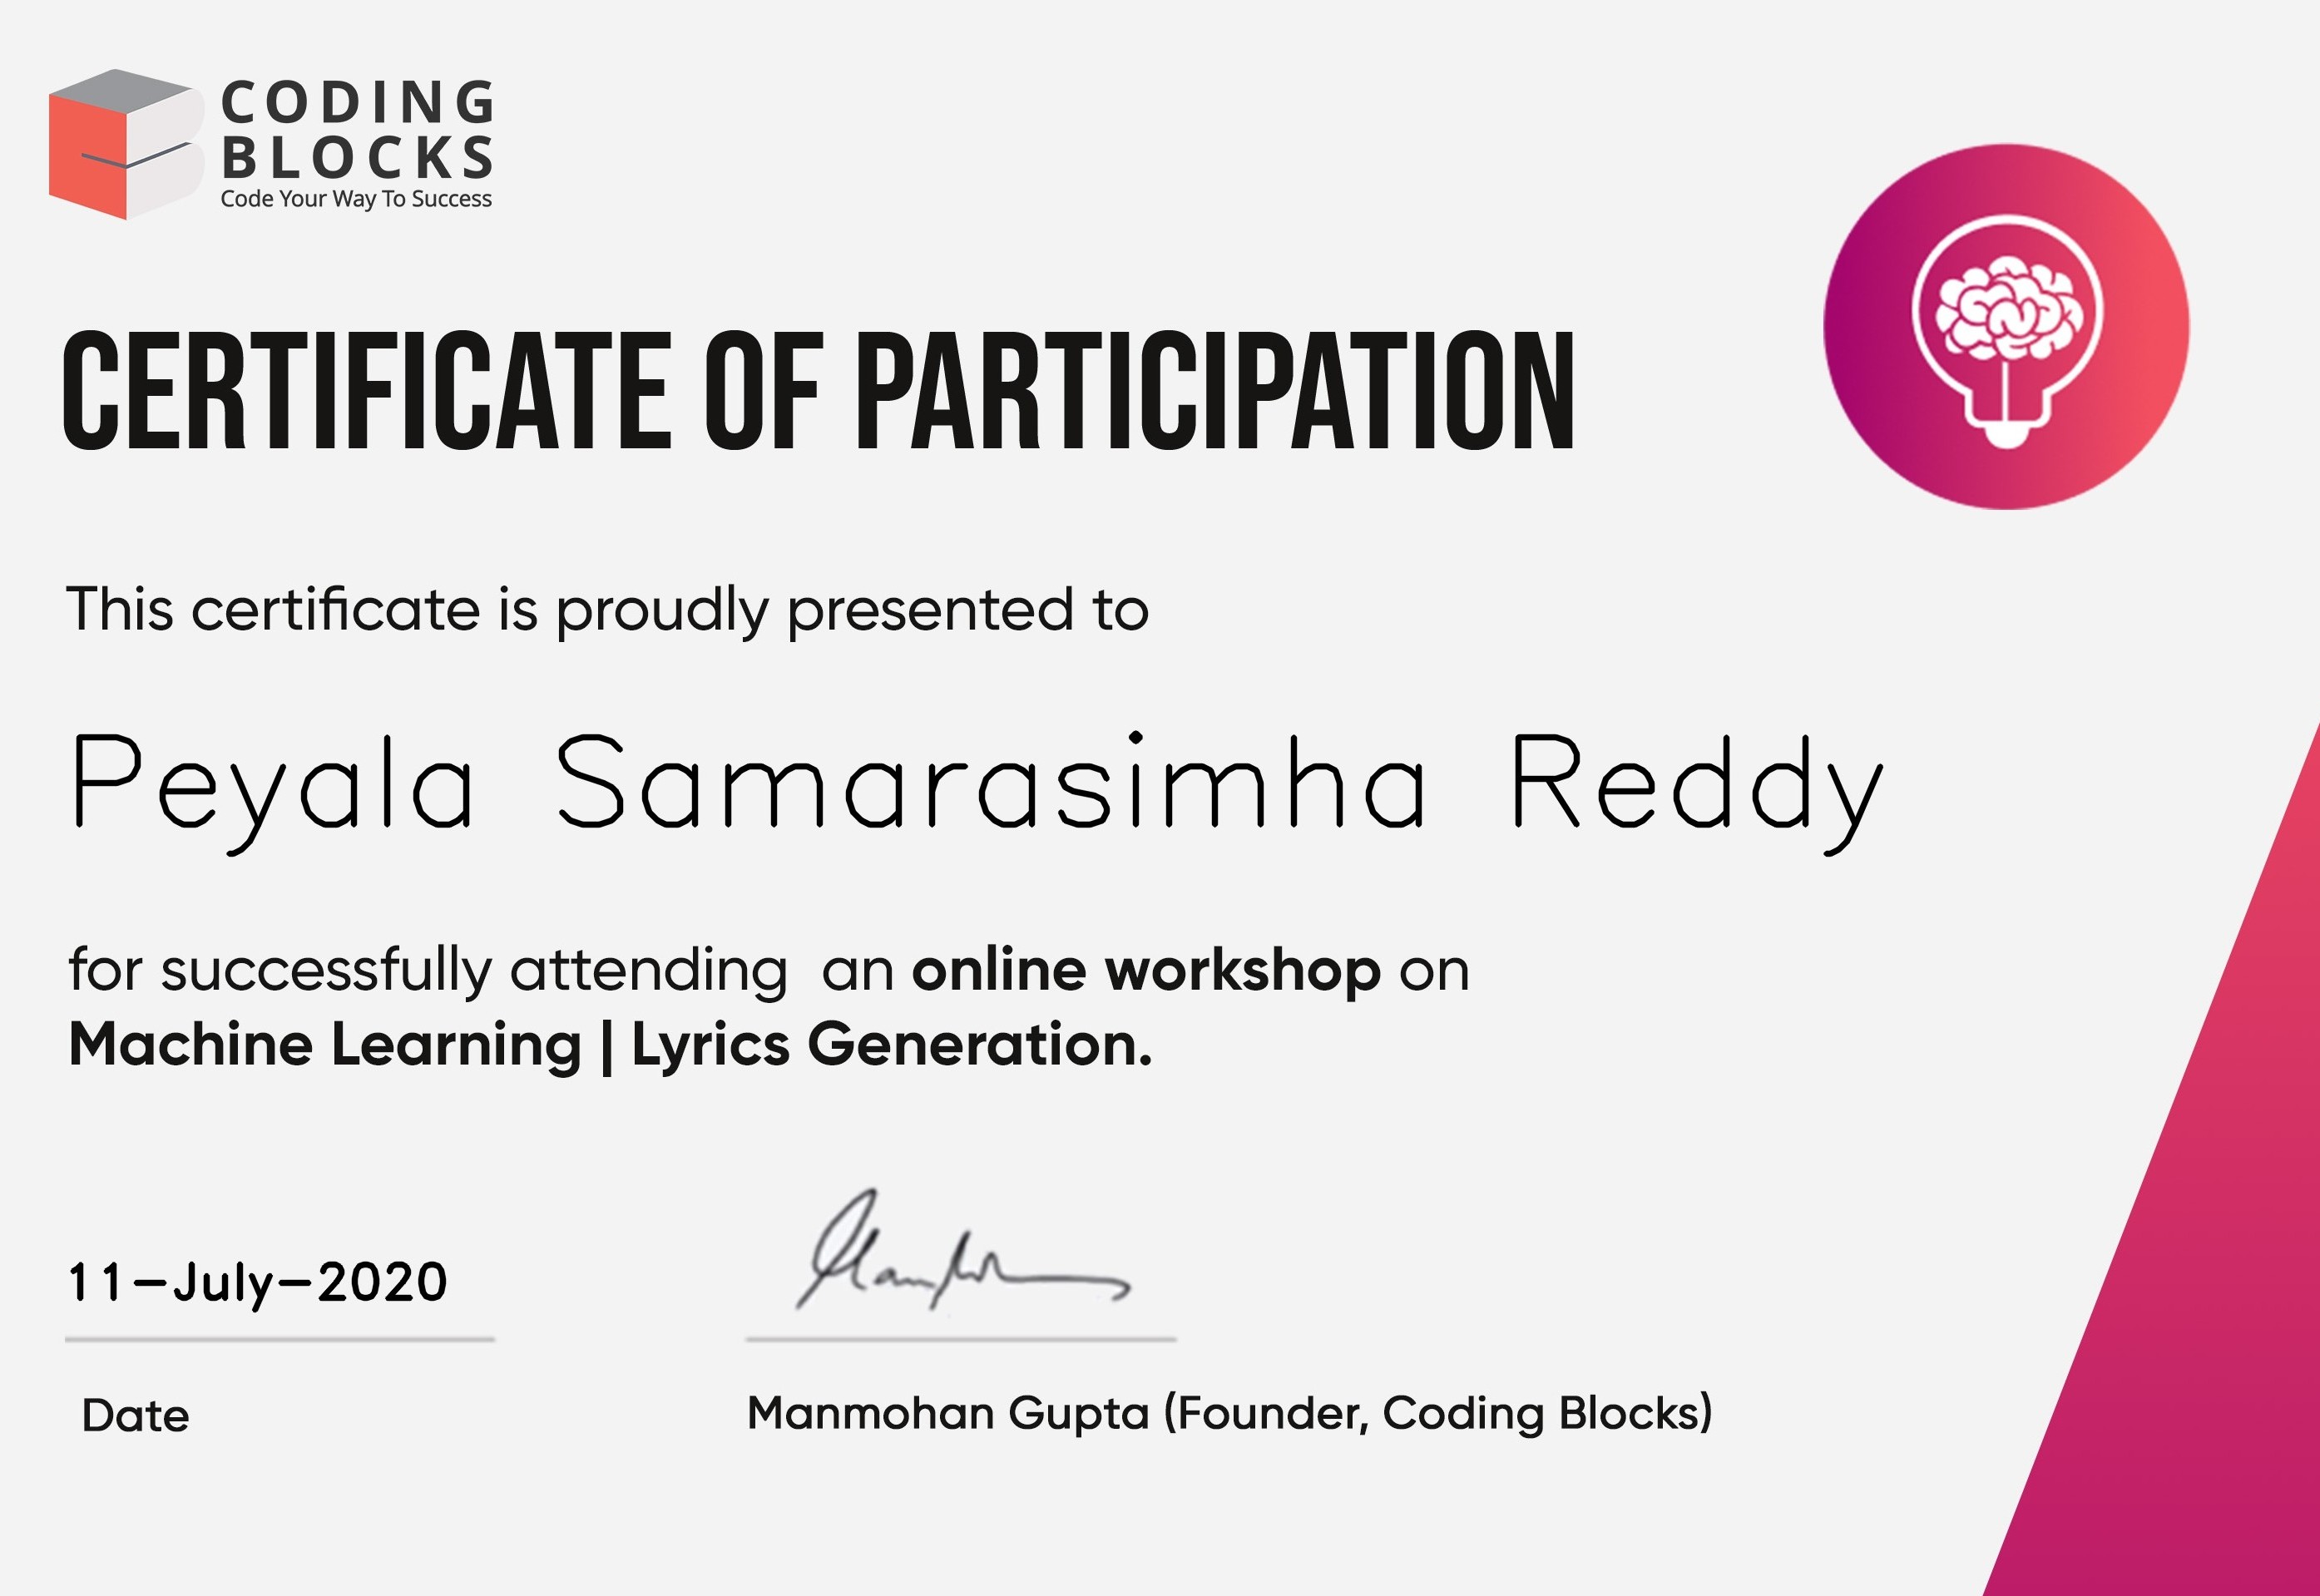 CODING
BLOCKS
Code Your Way To Success
CERTIFICATE OF PARTICIPATION
This certificate is proudly presented to
Peyala Samarasimha Reddy
for successfully attending an online workshop on
Machine Learning | Lyrics Generation.
11-July-2020
Date
Manmohan Gupta (Founder, Coding Blocks)